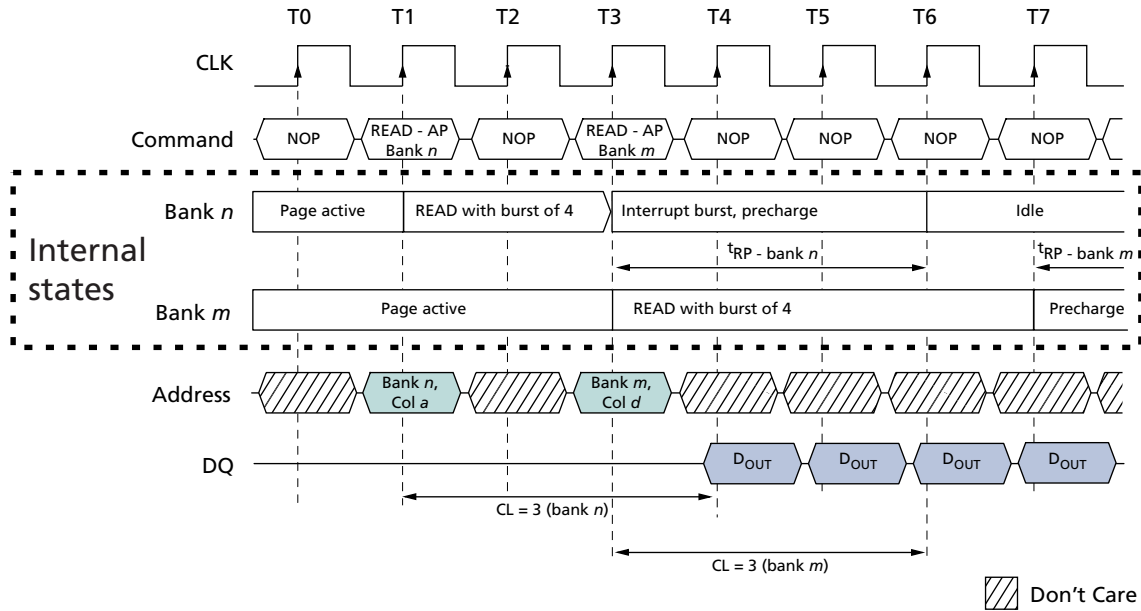 T0 T1 T2 T3 T4 T5 T6 T7
CLK
Command NOP READ - AP Bank n NOP READ - AP Bank m NOP NOP NOP NOP
Internal states
Bank n Page active READ with burst of 4 Interrupt burst, precharge Idle
tRP - bank n tRP - bank m
Bank m Page active READ with burst of 4 Precharge
Address Bank n, Col a Bank m, Col d
DQ DOUT DOUT DOUT DOUT
CL = 3 (bank n)
CL = 3 (bank m)
Don't Care